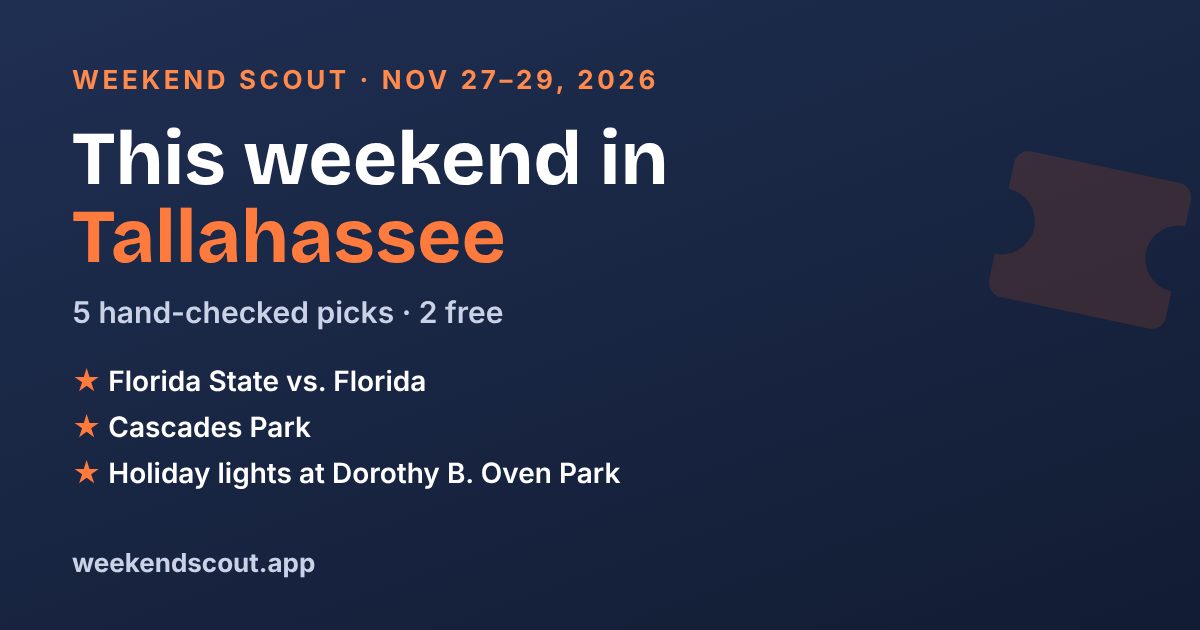 WEEKEND SCOUT · NOV 27–29, 2026
This weekend in
Tallahassee
5 hand-checked picks · 2 free
★ Florida State vs. Florida
★ Cascades Park
★ Holiday lights at Dorothy B. Oven Park
weekendscout.app